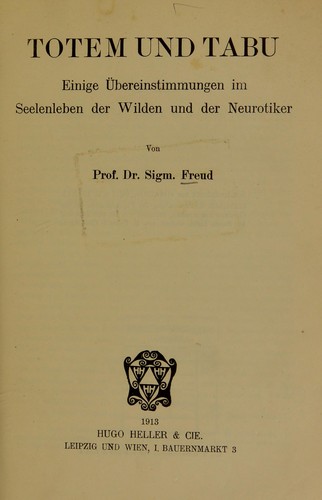 TOTEM UND TABU
Einige Übereinstimmungen im
Seelenleben der Wilden und der Neurotiker
Von
Prof. Dr. Sigm. Freud
HH
HH HH
1913
HUGO HELLER & CIE.
LEIPZIG UND WIEN, I. BAUERNMARKT 3